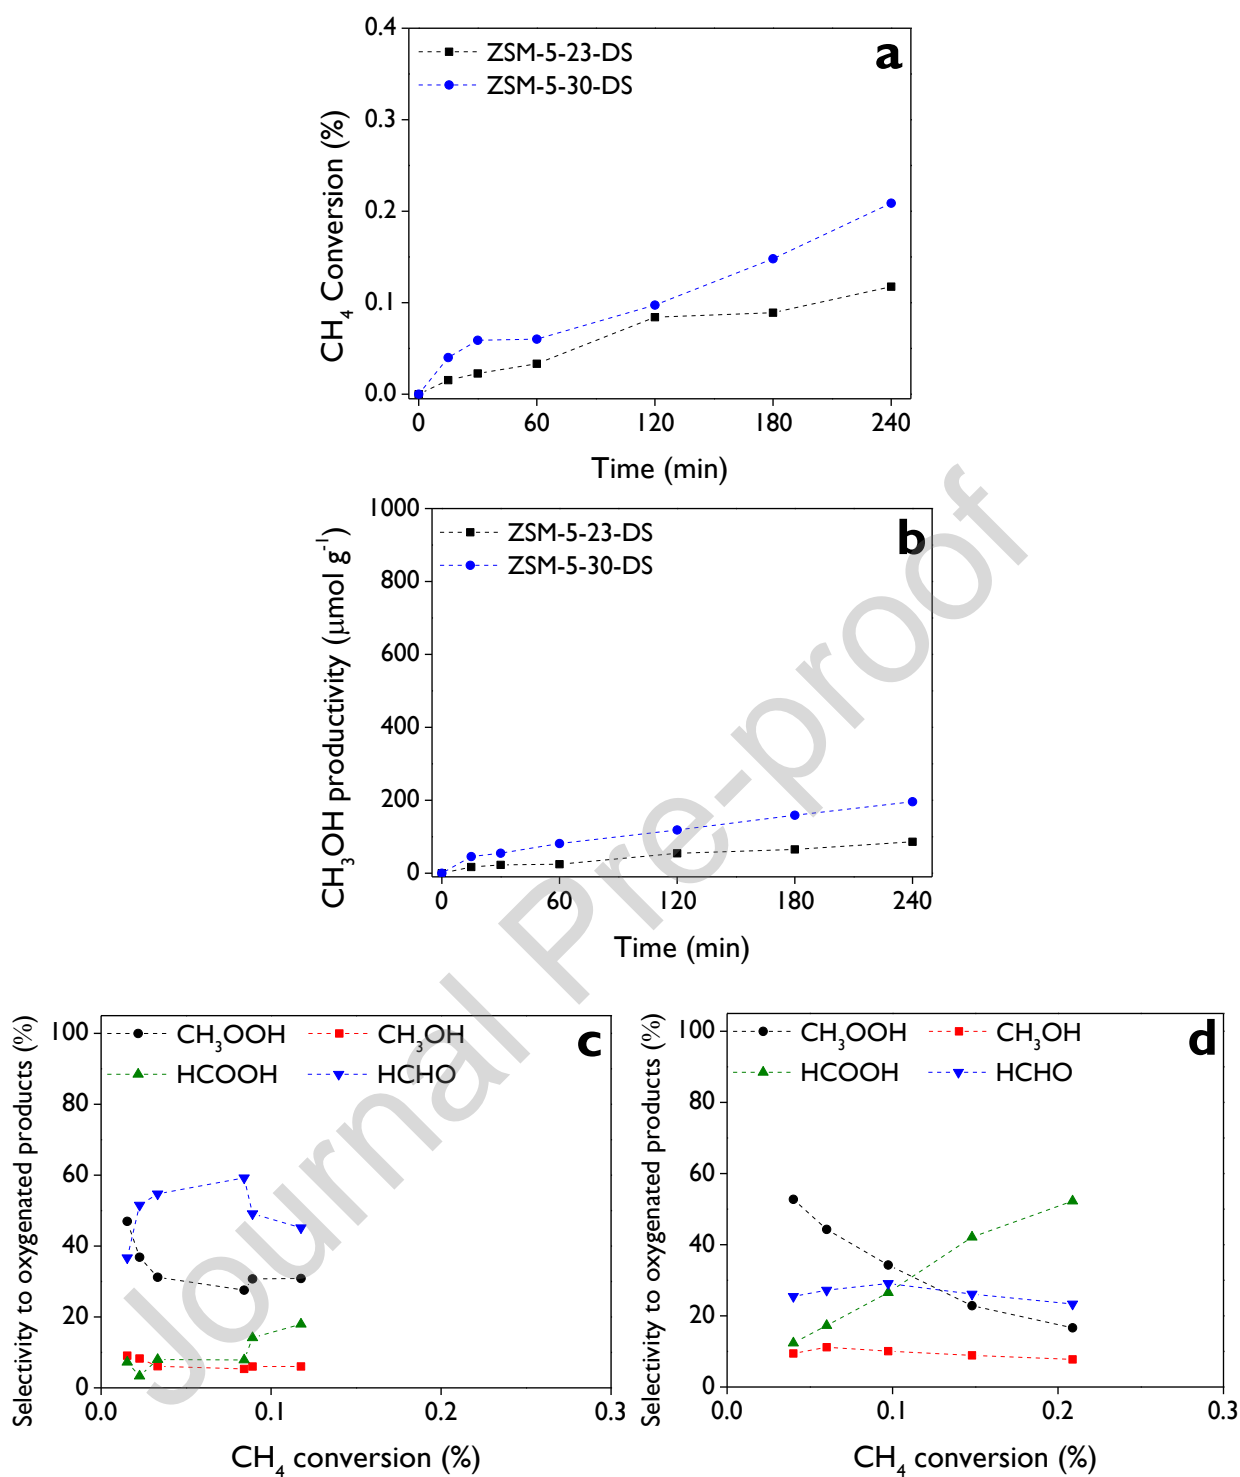 0.4
ZSM-5-23-DS
a
ZSM-5-30-DS
0.3
0.2
0.1
0.0
CH₄ Conversion (%)
0 60 120 180 240
Time (min)
1000
ZSM-5-23-DS
b
ZSM-5-30-DS
800
600
400
200
0
CH₃OH productivity (μmol g⁻¹)
0 60 120 180 240
Time (min)
100
CH₃OOH CH₃OH
c
HCOOH HCHO
80
60
40
20
0
Selectivity to oxygenated products (%)
0.0 0.1 0.2 0.3
CH₄ conversion (%)
100
CH₃OOH CH₃OH
d
HCOOH HCHO
80
60
40
20
0
Selectivity to oxygenated products (%)
0.0 0.1 0.2 0.3
CH₄ conversion (%)
Journal Pre-proof